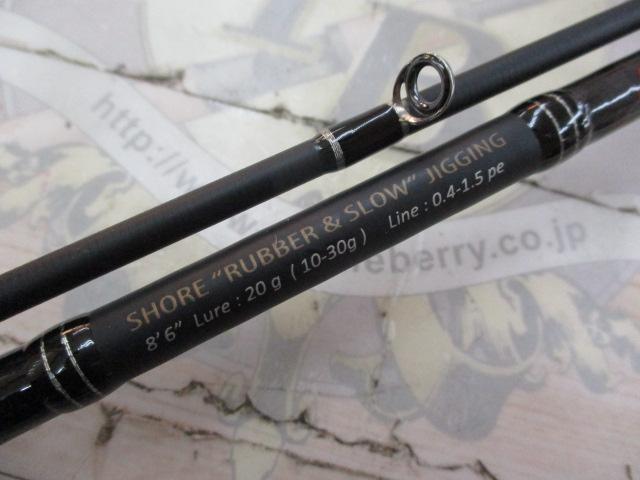 SHORE "RUBBER & SLOW" JIGGING
8'6" Lure : 20 g ( 10-30g ) Line : 0.4-1.5 pe
http://w
eberry.co.jp